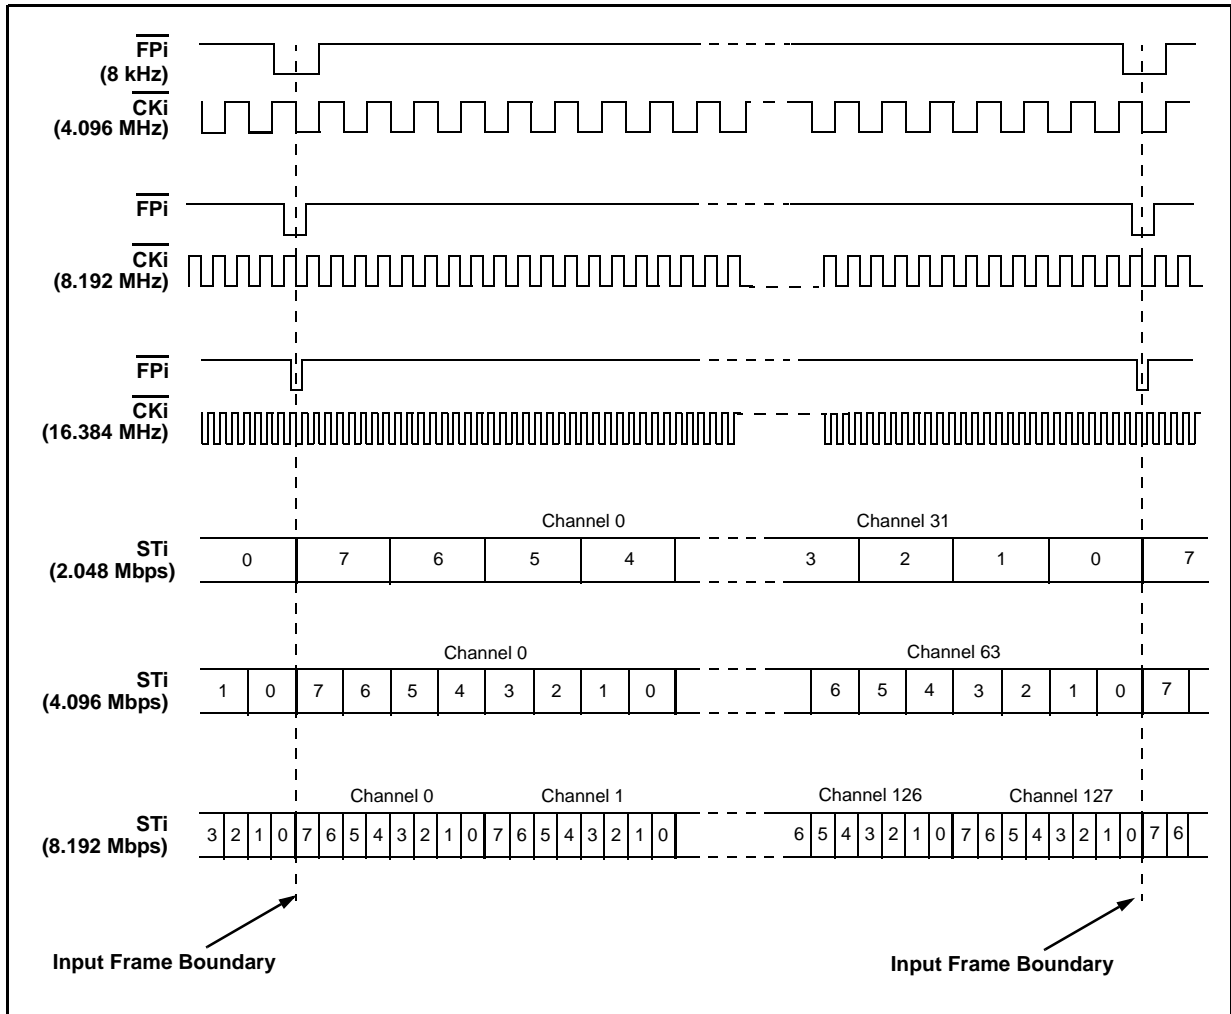 FPi
(8 kHz)
CKi
(4.096 MHz)
FPi
CKi
(8.192 MHz)
FPi
CKi
(16.384 MHz)
Channel 0 Channel 31
STi
(2.048 Mbps)
0 7 6 5 4 3 2 1 0 7
Channel 0 Channel 63
STi
(4.096 Mbps)
1 0 7 6 5 4 3 2 1 0 6 5 4 3 2 1 0 7
Channel 0 Channel 1 Channel 126 Channel 127
STi
(8.192 Mbps)
3 2 1 0 7 6 5 4 3 2 1 0 7 6 5 4 3 2 1 0 6 5 4 3 2 1 0 7 6 5 4 3 2 1 0 7 6
Input Frame Boundary Input Frame Boundary